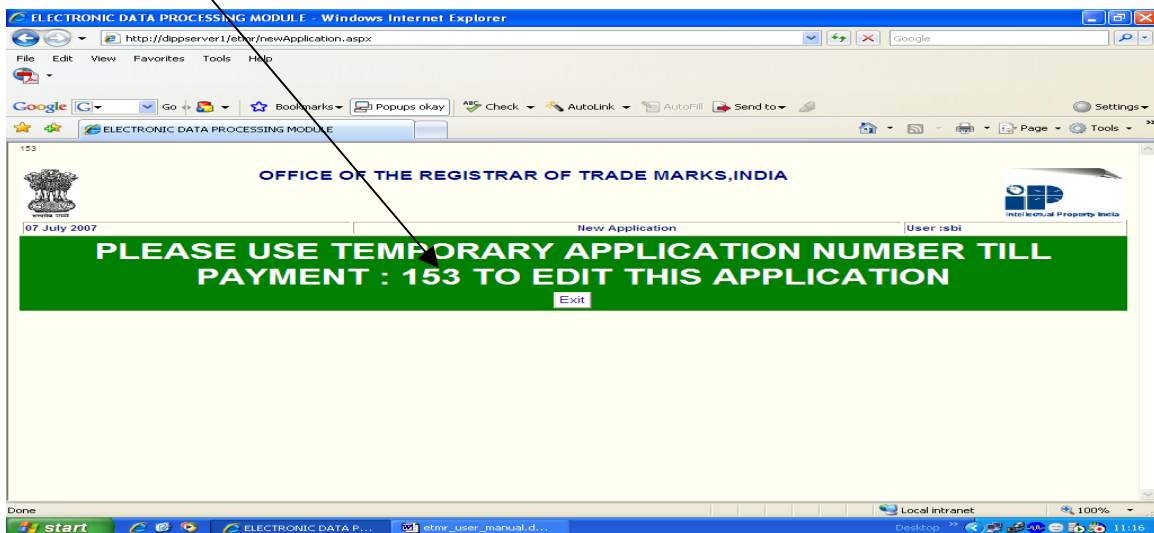 ELECTRONIC DATA PROCESSING MODULE - Windows Internet Explorer
http://dippserver1/etmr/newApplication.aspx
Google
File Edit View Favorites Tools Help
Google G Go Bookmarks Popups okay ABC Check AutoLink AutoFill Send to Settings
ELECTRONIC DATA PROCESSING MODULE Page Tools »
153
OFFICE OF THE REGISTRAR OF TRADE MARKS,INDIA
सत्यमेव जयते
Intellectual Property India
07 July 2007 New Application User :sbi
PLEASE USE TEMPORARY APPLICATION NUMBER TILL
PAYMENT : 153 TO EDIT THIS APPLICATION
Exit
Done Local intranet 100%
start ELECTRONIC DATA P... etmr_user_manual.d... Desktop » 11:16